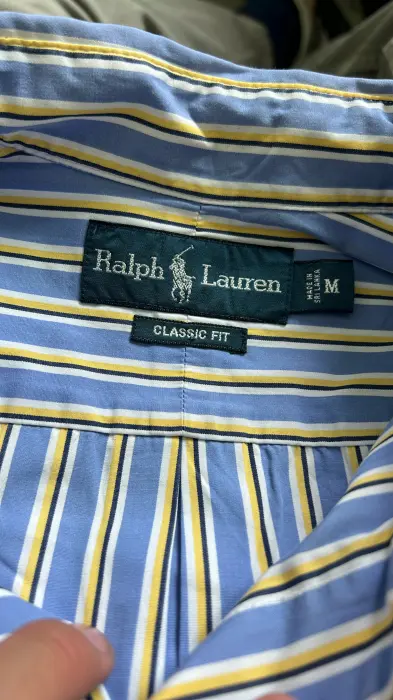 Ralph Lauren
MADE IN
SRI LANKA
M
CLASSIC FIT